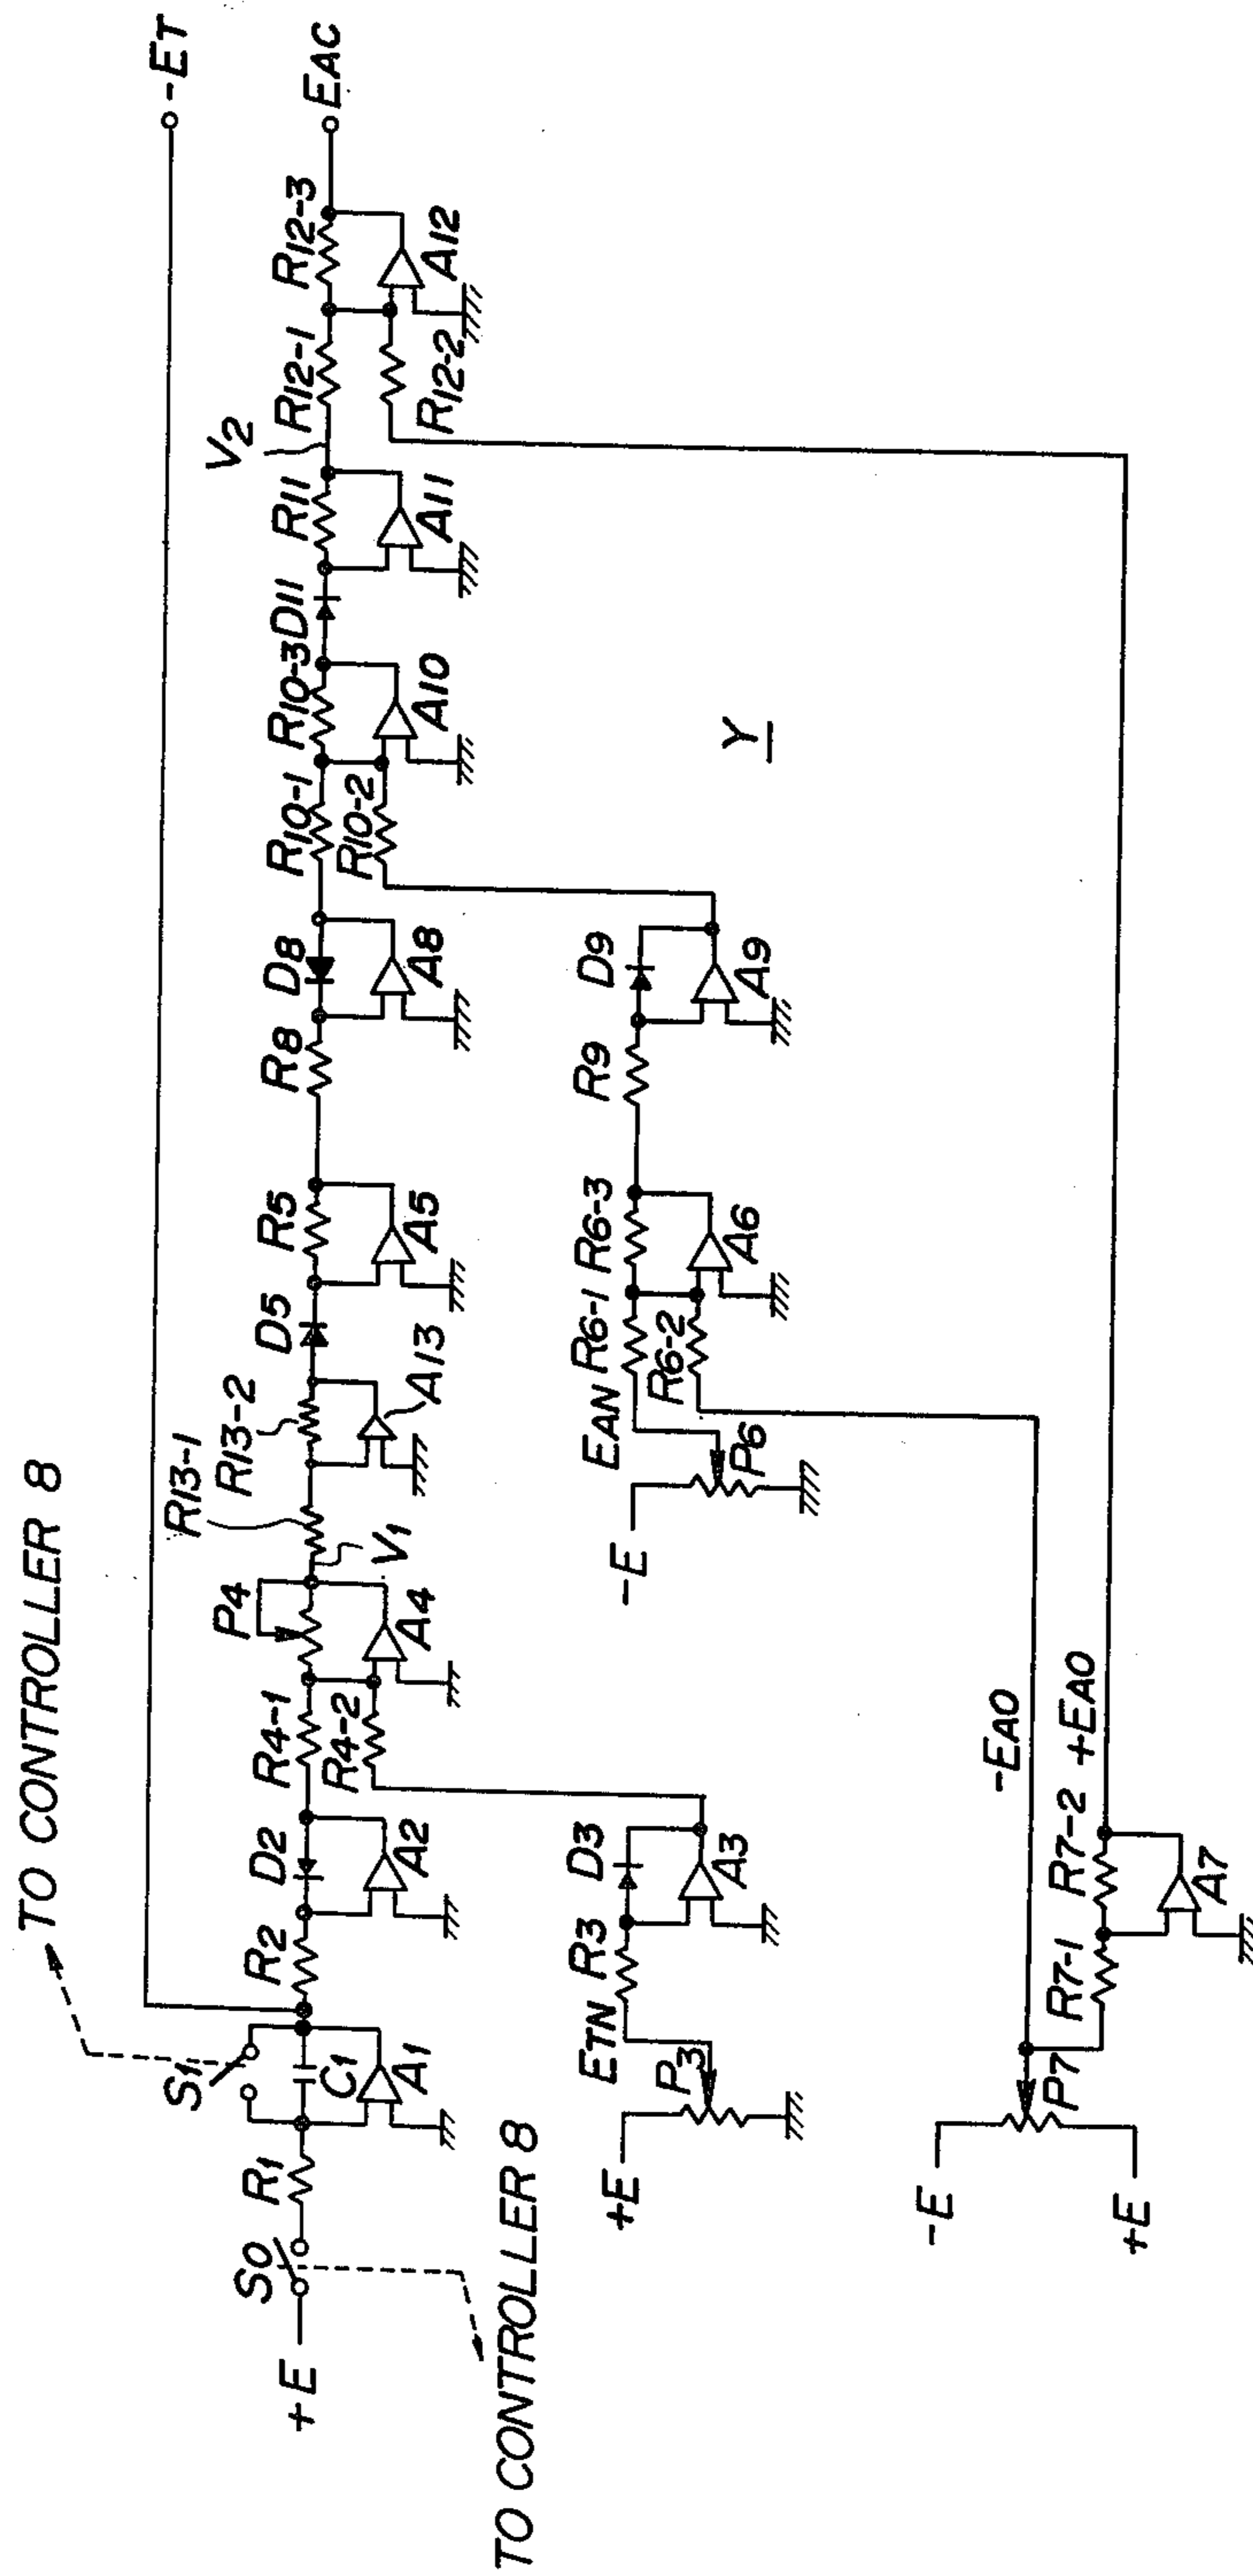 TO CONTROLLER 8
-ET
+E
S0
R1
S1
C1
A1
R2
D2
A2
R4-1
R4-2
P4
A4
V1
R13-1
R13-2
A13
D5
R5
A5
R8
D8
A8
R10-1
R10-2
R10-3
A10
D11
R11
A11
V2
R12-1
R12-2
R12-3
A12
EAC
TO CONTROLLER 8
+E
P3
ETN
R3
D3
A3
-E
P6
EAN
R6-1
R6-2
R6-3
A6
R9
D9
A9
Y
-E
+E
P7
R7-1
R7-2
A7
-EAO
+EAO